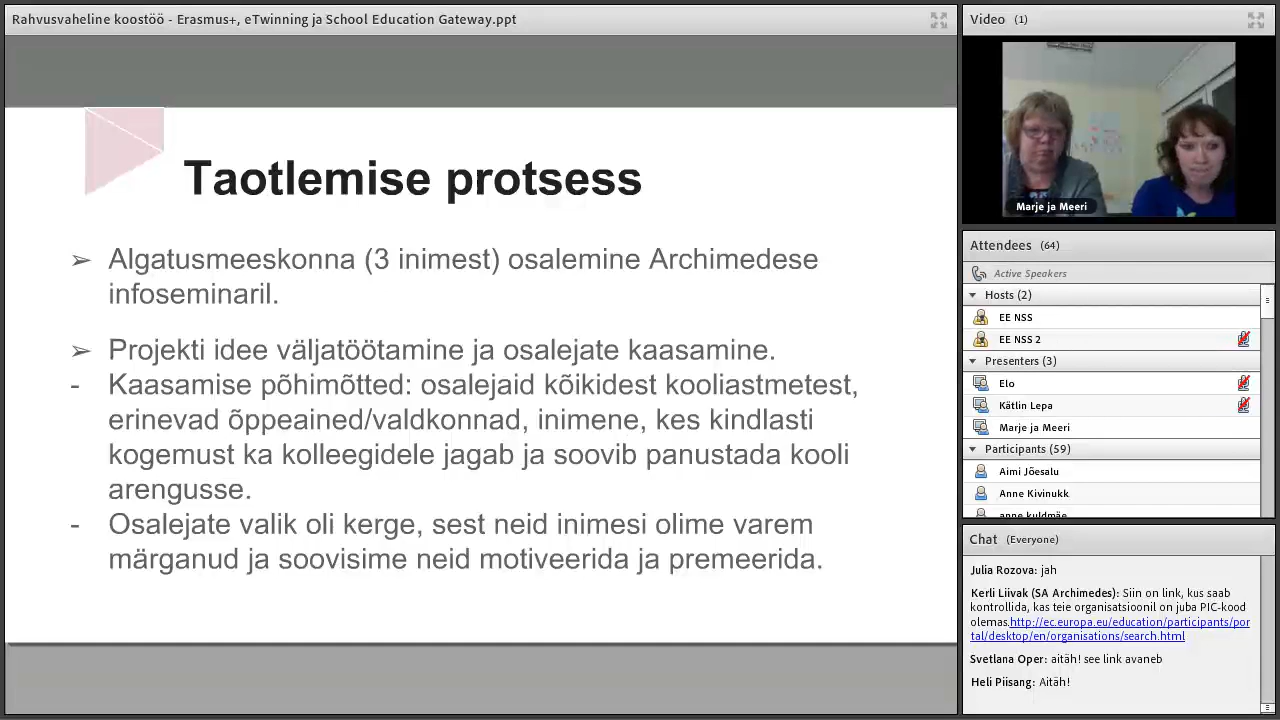 Rahvusvaheline koostöö - Erasmus+, eTwinning ja School Education Gateway.ppt
Taotlemise protsess
➢ Algatusmeeskonna (3 inimest) osalemine Archimedese
infoseminaril.
➢ Projekti idee väljatöötamine ja osalejate kaasamine.
- Kaasamise põhimõtted: osalejaid kõikidest kooliastmetest,
erinevad õppeained/valdkonnad, inimene, kes kindlasti
kogemust ka kolleegidele jagab ja soovib panustada kooli
arengusse.
- Osalejate valik oli kerge, sest neid inimesi olime varem
märganud ja soovisime neid motiveerida ja premeerida.
Video (1)
Marje ja Meeri
Attendees (64)
Active Speakers
Hosts (2)
EE NSS
EE NSS 2
Presenters (3)
Elo
Kätlin Lepa
Marje ja Meeri
Participants (59)
Aimi Jõesalu
Anne Kivinukk
anne kuldmäe
Chat (Everyone)
Julia Rozova: jah
Kerli Liivak (SA Archimedes): Siin on link, kus saab
kontrollida, kas teie organisatsioonil on juba PIC-kood
olemas.http://ec.europa.eu/education/participants/por
tal/desktop/en/organisations/search.html
Svetlana Oper: aitäh! see link avaneb
Heli Piisang: Aitäh!